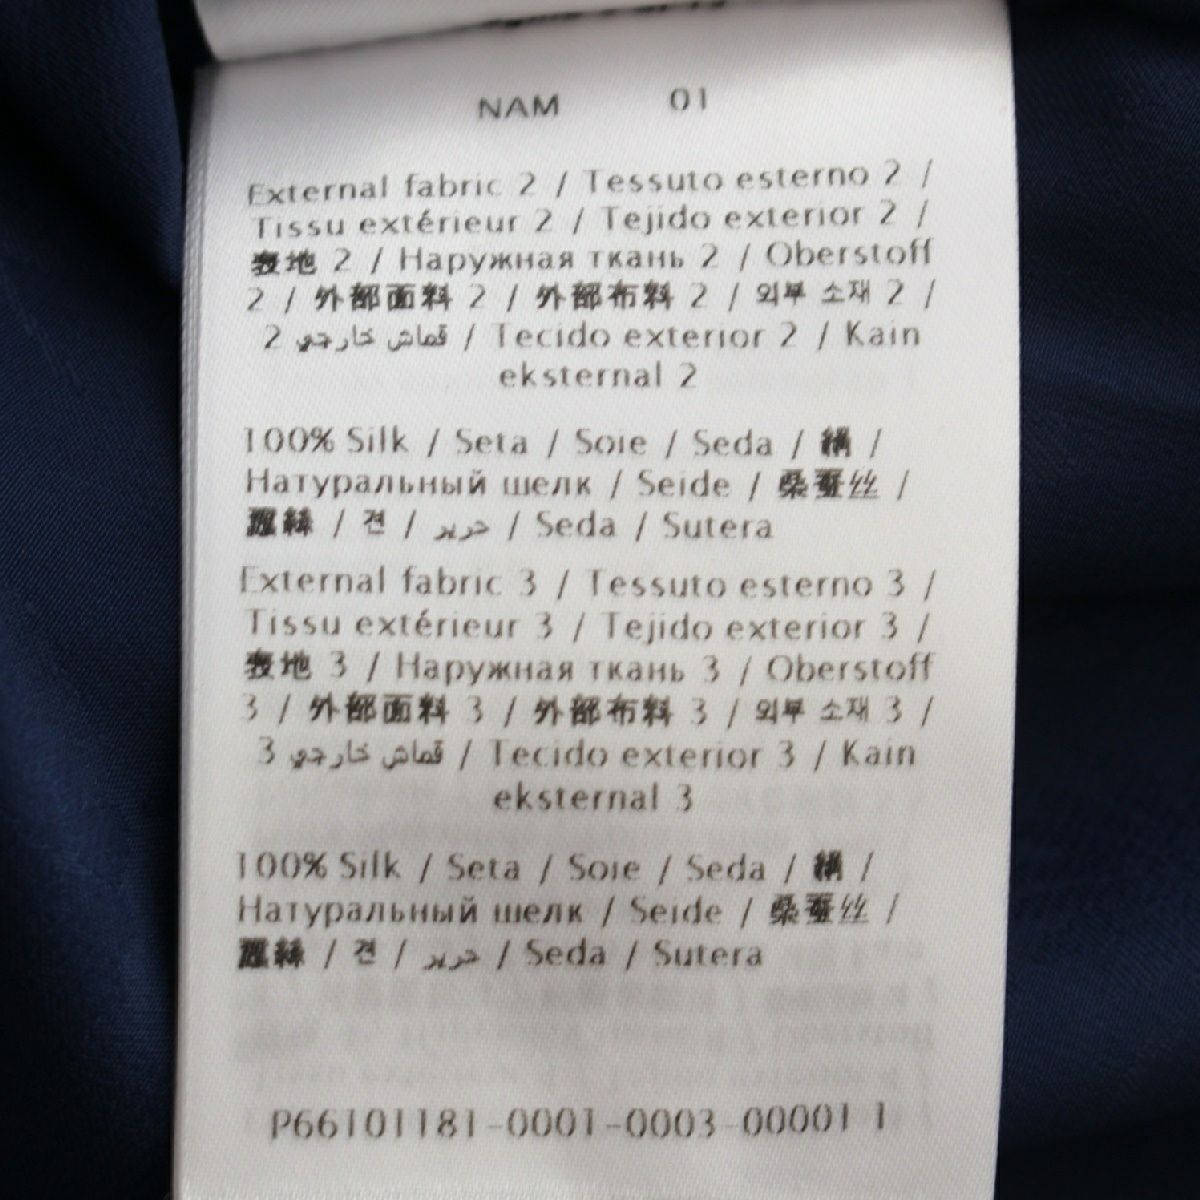 NAM 01
External fabric 2 / Tessuto esterno 2 /
Tissu extérieur 2 / Tejido exterior 2 /
表地 2 / Наружная ткань 2 / Oberstoff
2 / 外部面料 2 / 外部布料 2 / 외부 소재 2 /
قماش خارجي 2 / Tecido exterior 2 / Kain
eksternal 2
100% Silk / Seta / Soie / Seda / 絹 /
Натуральный шелк / Seide / 桑蚕丝 /
蠶絲 / 견 / حرير / Seda / Sutera
External fabric 3 / Tessuto esterno 3 /
Tissu extérieur 3 / Tejido exterior 3 /
表地 3 / Наружная ткань 3 / Oberstoff
3 / 外部面料 3 / 外部布料 3 / 외부 소재 3 /
قماش خارجي 3 / Tecido exterior 3 / Kain
eksternal 3
100% Silk / Seta / Soie / Seda / 絹 /
Натуральный шелк / Seide / 桑蚕丝 /
蠶絲 / 견 / حرير / Seda / Sutera
P66101181-0001-0003-00001 1